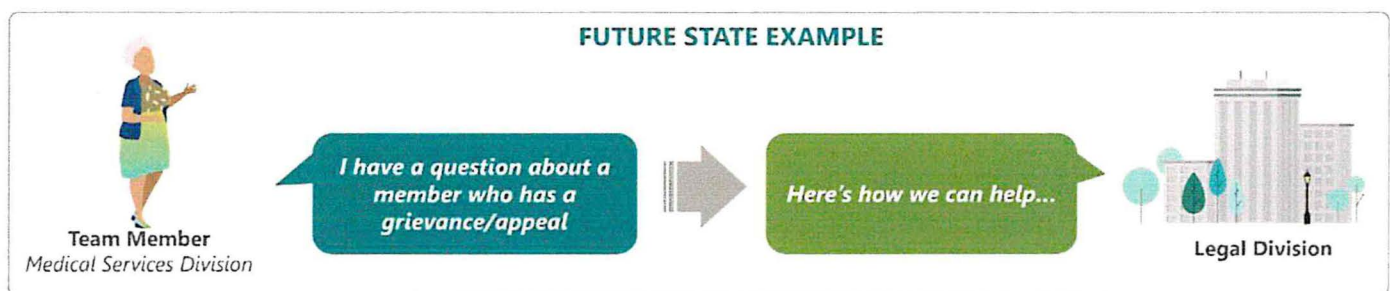 FUTURE STATE EXAMPLE
I have a question about a
member who has a
grievance/appeal
Here's how we can help...
Team Member
Medical Services Division
Legal Division